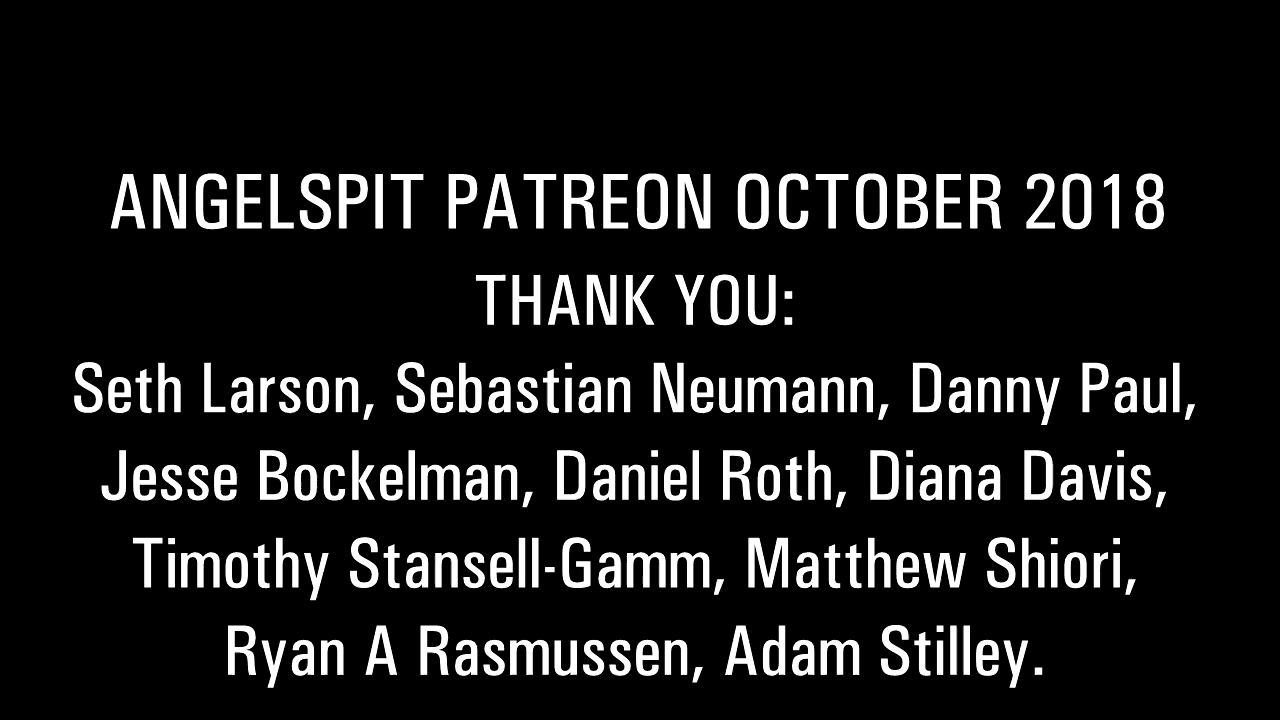 ANGELSPIT PATREON OCTOBER 2018
THANK YOU:
Seth Larson, Sebastian Neumann, Danny Paul,
Jesse Bockelman, Daniel Roth, Diana Davis,
Timothy Stansell-Gamm, Matthew Shiori,
Ryan A Rasmussen, Adam Stilley.